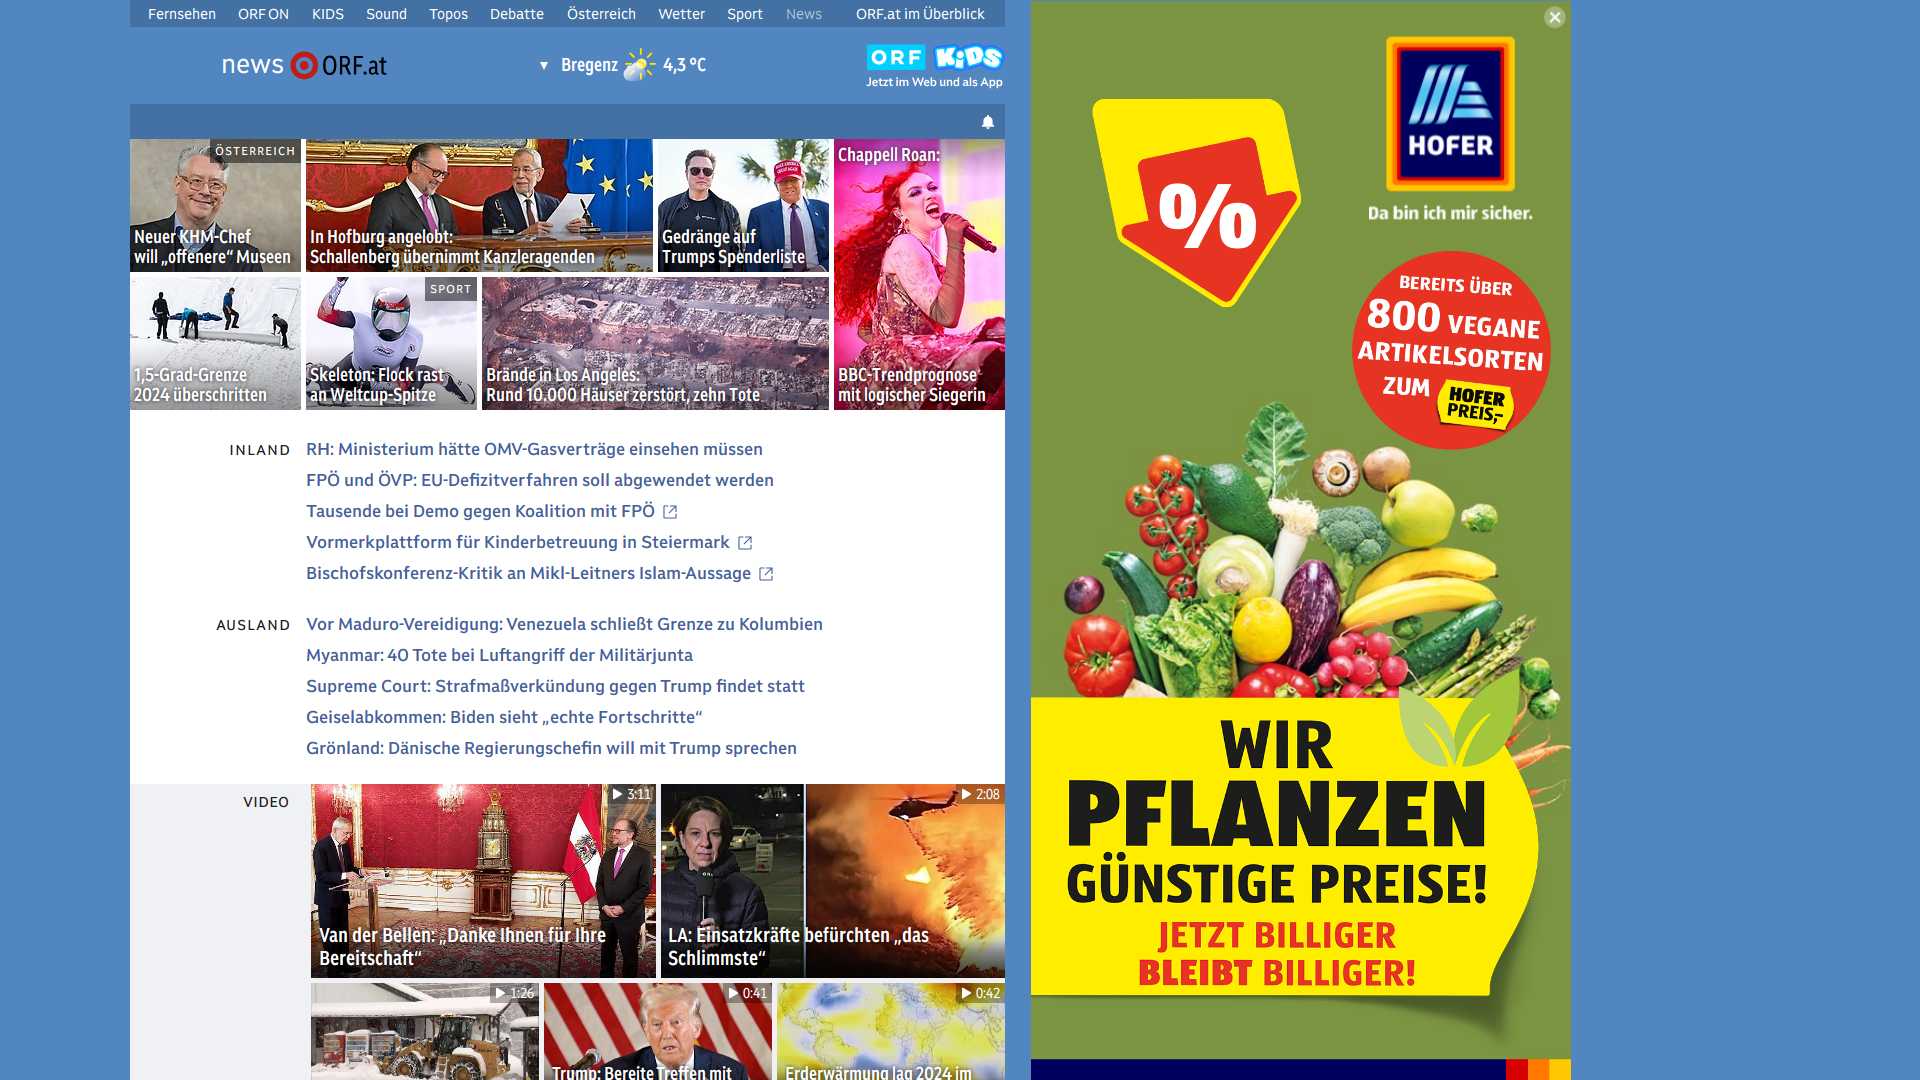 Fernsehen ORF ON KIDS Sound Topos Debatte Österreich Wetter Sport News ORF.at im Überblick
news ORF.at
▼ Bregenz 4,3 °C
ORF KiDS
Jetzt im Web und als App
ÖSTERREICH
Neuer KHM-Chef
will „offenere“ Museen
In Hofburg angelobt:
Schallenberg übernimmt Kanzleragenden
Gedränge auf
Trumps Spenderliste
Chappell Roan:
BBC-Trendprognose
mit logischer Siegerin
1,5-Grad-Grenze
2024 überschritten
SPORT
Skeleton: Flock rast
an Weltcup-Spitze
Brände in Los Angeles:
Rund 10.000 Häuser zerstört, zehn Tote
INLAND
RH: Ministerium hätte OMV-Gasverträge einsehen müssen
FPÖ und ÖVP: EU-Defizitverfahren soll abgewendet werden
Tausende bei Demo gegen Koalition mit FPÖ
Vormerkplattform für Kinderbetreuung in Steiermark
Bischofskonferenz-Kritik an Mikl-Leitners Islam-Aussage
AUSLAND
Vor Maduro-Vereidigung: Venezuela schließt Grenze zu Kolumbien
Myanmar: 40 Tote bei Luftangriff der Militärjunta
Supreme Court: Strafmaßverkündung gegen Trump findet statt
Geiselabkommen: Biden sieht „echte Fortschritte“
Grönland: Dänische Regierungschefin will mit Trump sprechen
VIDEO
3:11
Van der Bellen: „Danke Ihnen für Ihre
Bereitschaft“
2:08
LA: Einsatzkräfte befürchten „das
Schlimmste“
1:26
0:41
Trump: Bereite Treffen mit
0:42
Erderwärmung lag 2024 im
%
HOFER
Da bin ich mir sicher.
BEREITS ÜBER
800 VEGANE
ARTIKELSORTEN
ZUM HOFER
PREIS,-
WIR
PFLANZEN
GÜNSTIGE PREISE!
JETZT BILLIGER
BLEIBT BILLIGER!